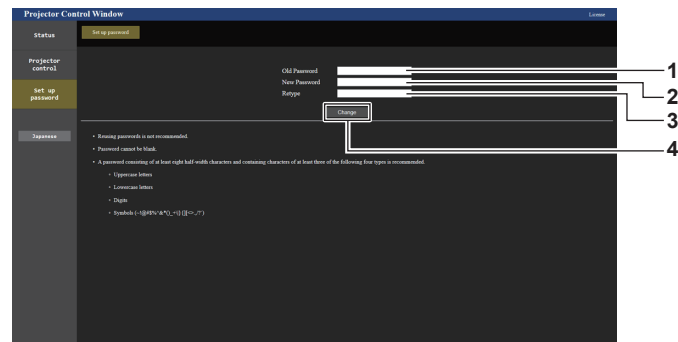 Projector Control Window
License
Status
Set up password
Projector
control
Set up
password
Japanese
Old Password
1
New Password
2
Retype
3
Change
4
• Reusing passwords is not recommended.
• Password cannot be blank.
• A password consisting of at least eight half-width characters and containing characters of at least three of the following four types is recommended.
• Uppercase letters
• Lowercase letters
• Digits
• Symbols